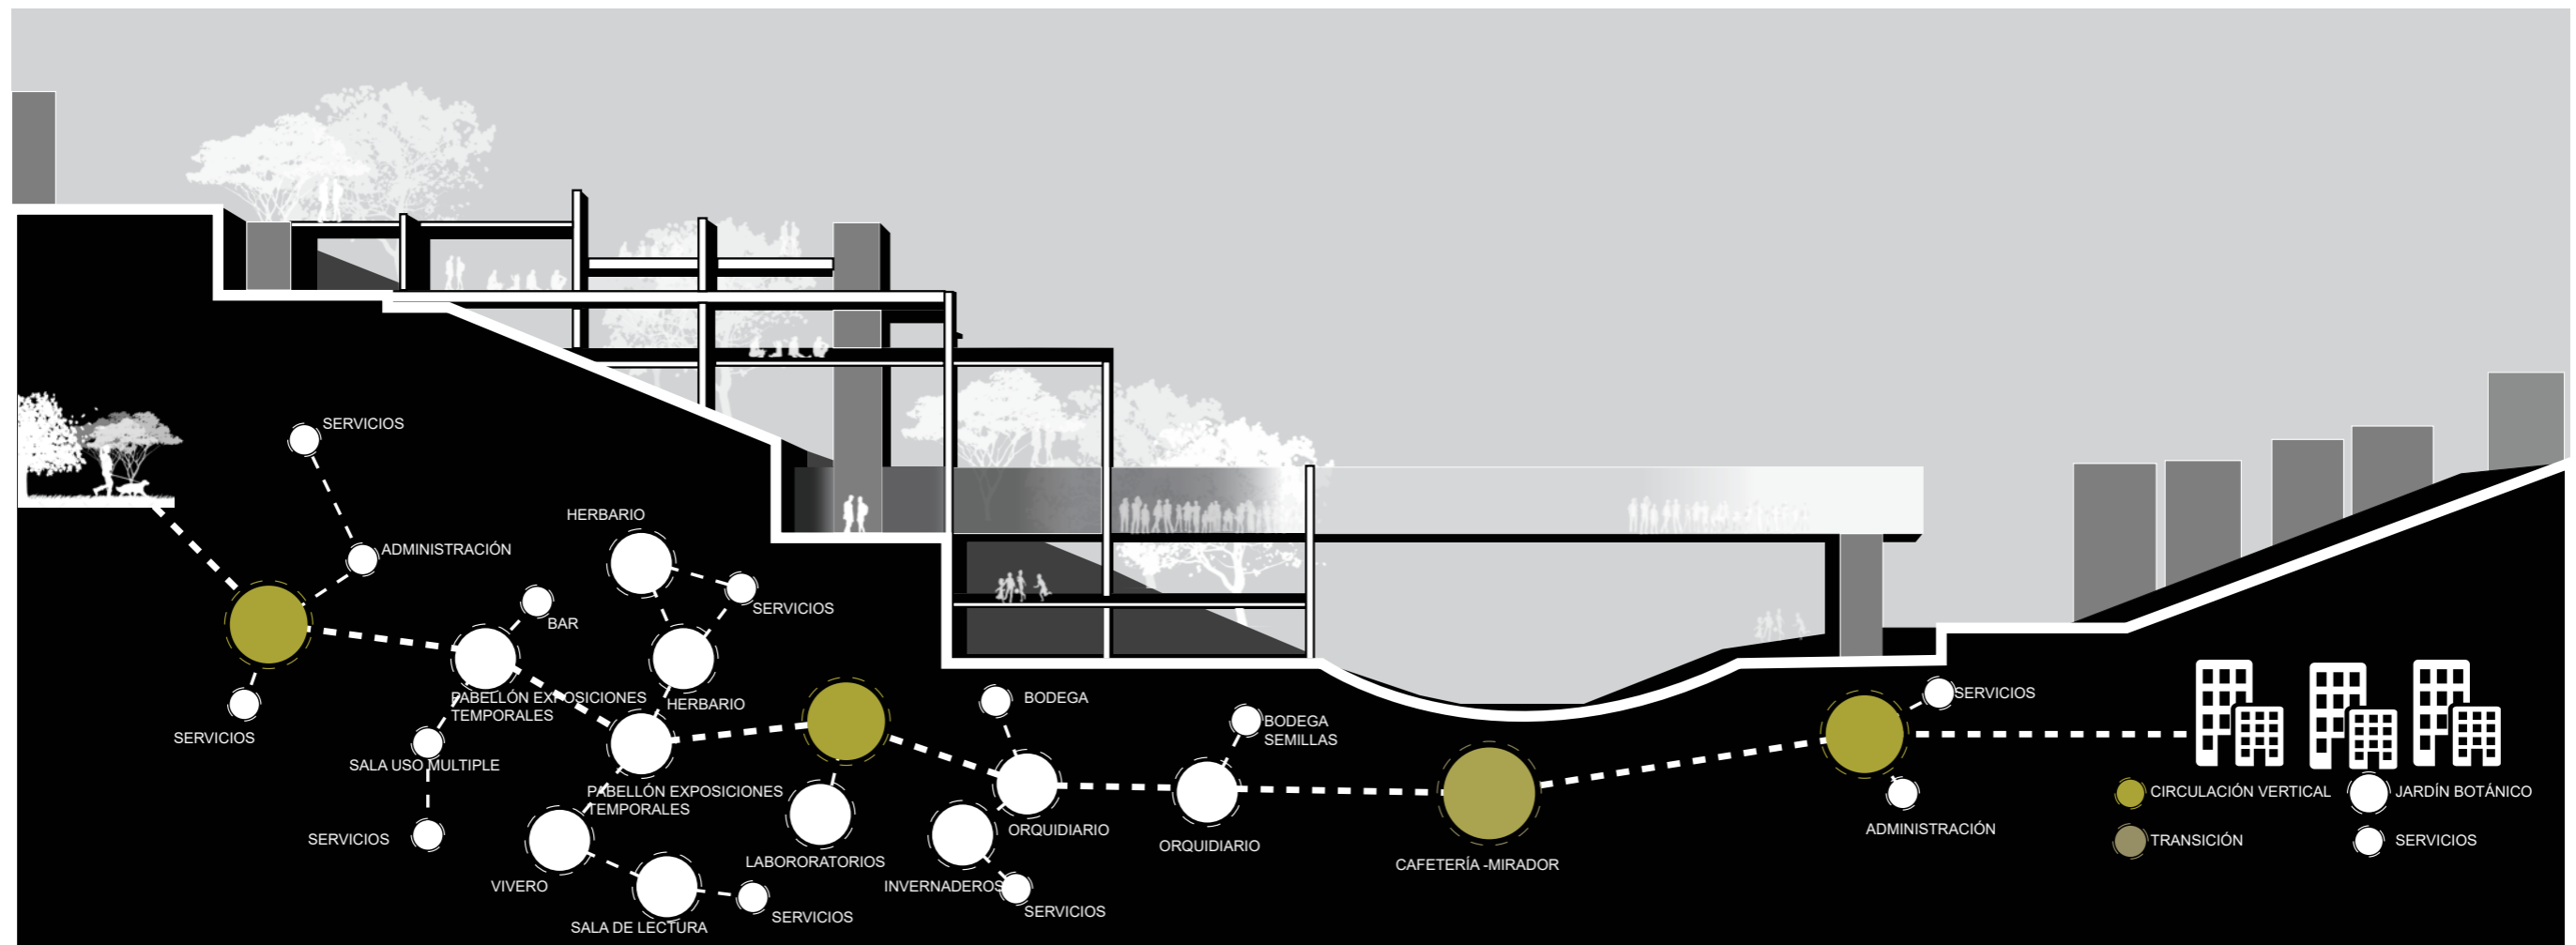 SERVICIOS
ADMINISTRACIÓN
HERBARIO
SERVICIOS
BAR
PABELLÓN EXPOSICIONES
TEMPORALES
HERBARIO
SERVICIOS
SALA USO MULTIPLE
SERVICIOS
PABELLÓN EXPOSICIONES
TEMPORALES
VIVERO
SALA DE LECTURA
SERVICIOS
LABORORATORIOS
BODEGA
ORQUIDIARIO
INVERNADEROS
SERVICIOS
BODEGA
SEMILLAS
ORQUIDIARIO
CAFETERÍA -MIRADOR
SERVICIOS
ADMINISTRACIÓN
CIRCULACIÓN VERTICAL
JARDÍN BOTÁNICO
TRANSICIÓN
SERVICIOS